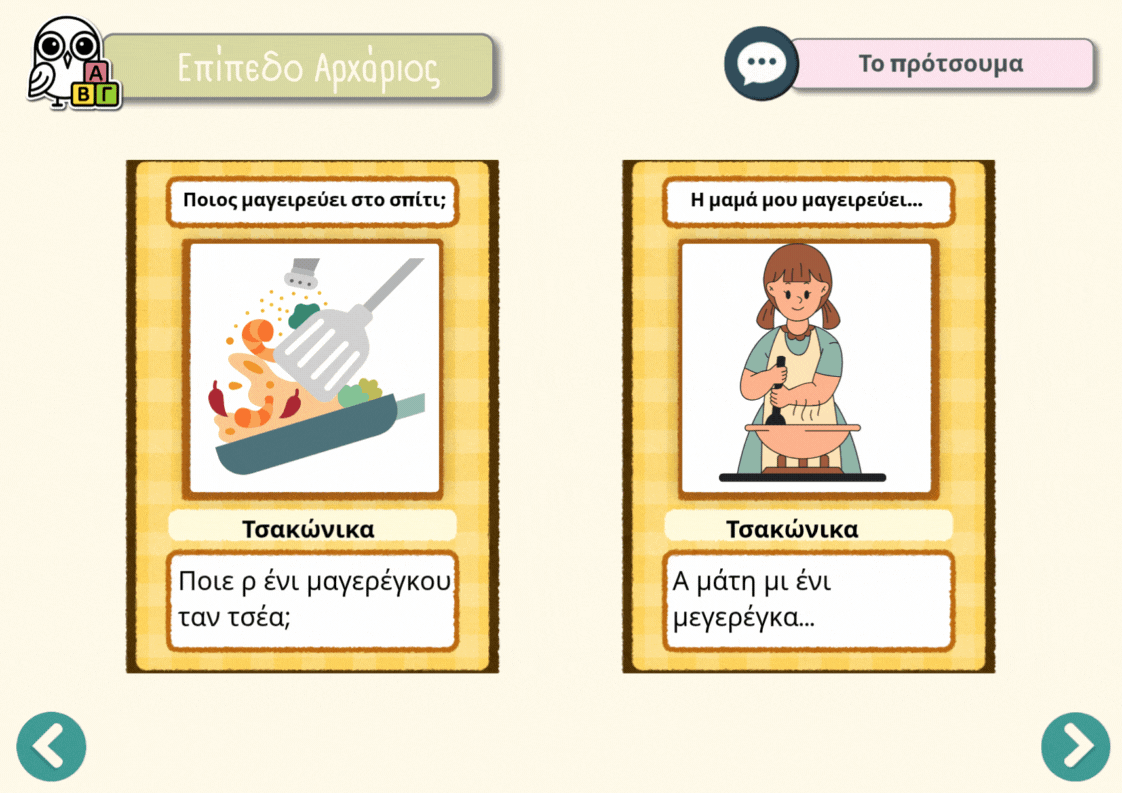 Α
Β Γ
Επίπεδο Αρχάριος
Το πρότσουμα
Ποιος μαγειρεύει στο σπίτι;
Τσακώνικα
Ποιε ρ ένι μαγερέγκου
ταν τσέα;
Η μαμά μου μαγειρεύει...
Τσακώνικα
Α μάτη μι ένι
μεγερέγκα...